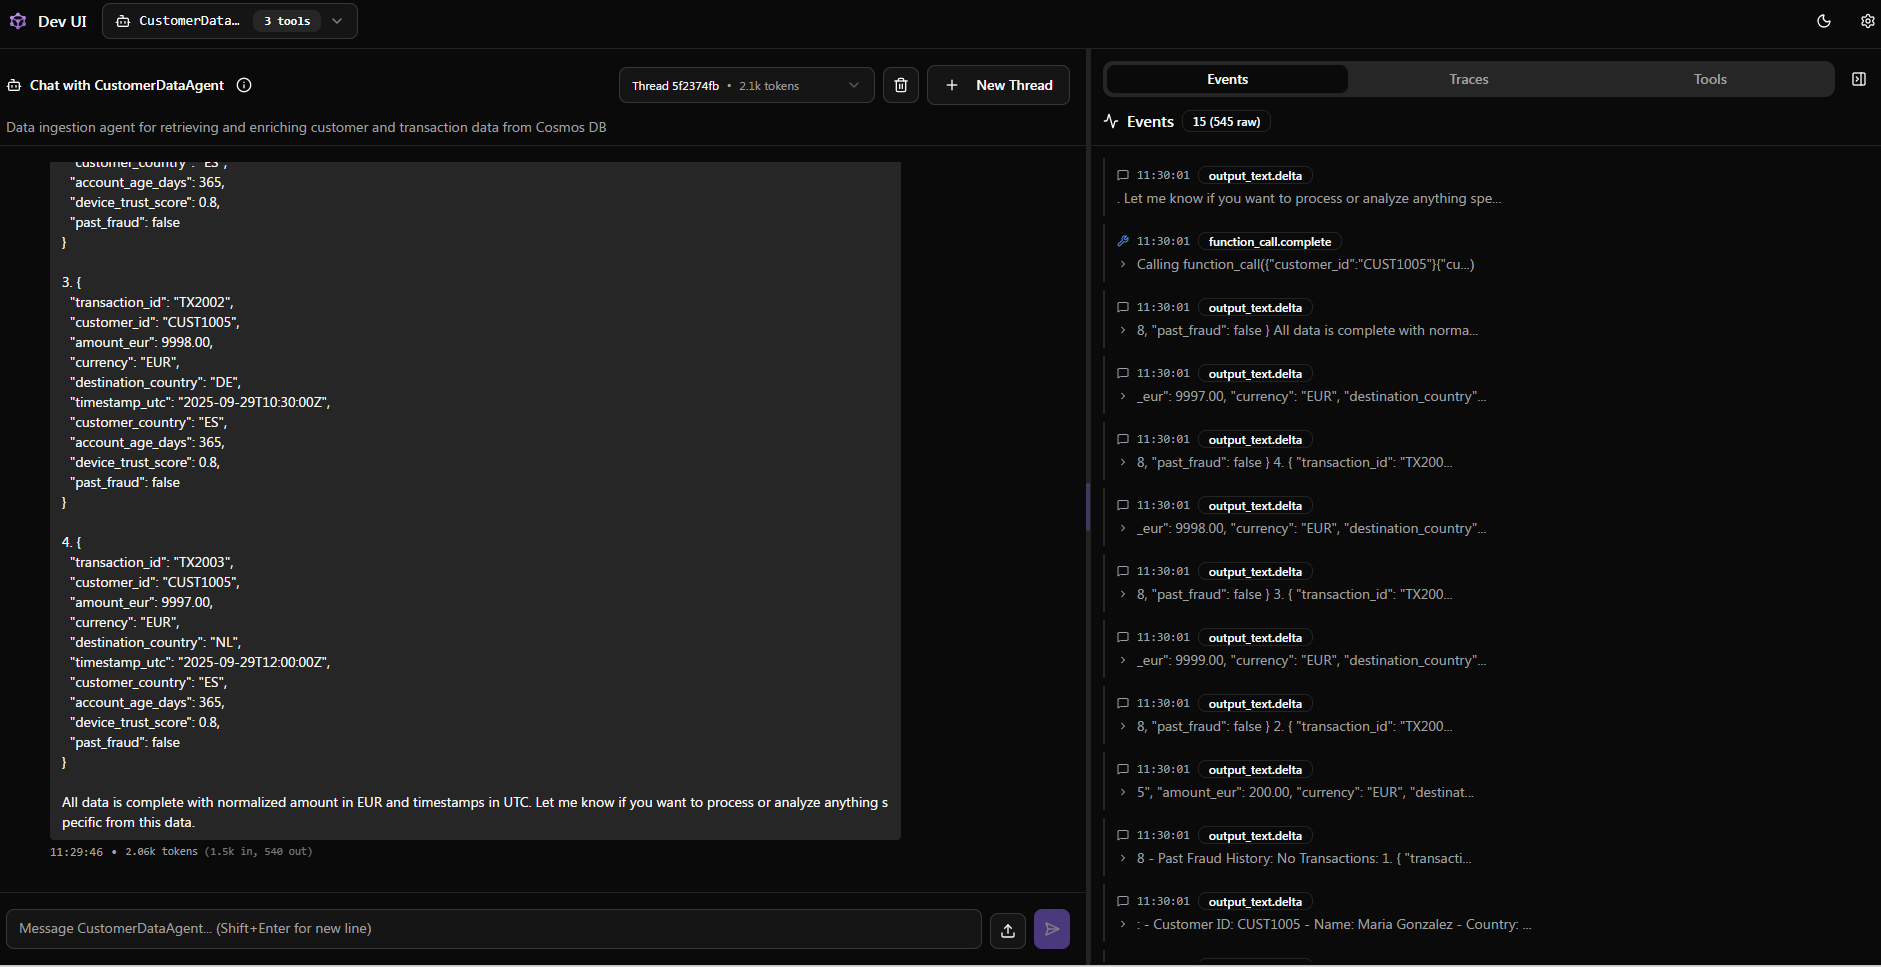 Dev UI
CustomerData... 3 tools
Chat with CustomerDataAgent
Thread 5f2374fb • 2.1k tokens
New Thread
Data ingestion agent for retrieving and enriching customer and transaction data from Cosmos DB
"customer_country": "ES",
"account_age_days": 365,
"device_trust_score": 0.8,
"past_fraud": false
}
3. {
"transaction_id": "TX2002",
"customer_id": "CUST1005",
"amount_eur": 9998.00,
"currency": "EUR",
"destination_country": "DE",
"timestamp_utc": "2025-09-29T10:30:00Z",
"customer_country": "ES",
"account_age_days": 365,
"device_trust_score": 0.8,
"past_fraud": false
}
4. {
"transaction_id": "TX2003",
"customer_id": "CUST1005",
"amount_eur": 9997.00,
"currency": "EUR",
"destination_country": "NL",
"timestamp_utc": "2025-09-29T12:00:00Z",
"customer_country": "ES",
"account_age_days": 365,
"device_trust_score": 0.8,
"past_fraud": false
}
All data is complete with normalized amount in EUR and timestamps in UTC. Let me know if you want to process or analyze anything s
pecific from this data.
11:29:46 • 2.06k tokens (1.5k in, 540 out)
Message CustomerDataAgent... (Shift+Enter for new line)
Events
Traces
Tools
Events 15 (545 raw)
11:30:01 output_text.delta
. Let me know if you want to process or analyze anything spe...
11:30:01 function_call.complete
Calling function_call({"customer_id":"CUST1005"}{"cu...)
11:30:01 output_text.delta
8, "past_fraud": false } All data is complete with norma...
11:30:01 output_text.delta
_eur": 9997.00, "currency": "EUR", "destination_country"...
11:30:01 output_text.delta
8, "past_fraud": false } 4. { "transaction_id": "TX200...
11:30:01 output_text.delta
_eur": 9998.00, "currency": "EUR", "destination_country"...
11:30:01 output_text.delta
8, "past_fraud": false } 3. { "transaction_id": "TX200...
11:30:01 output_text.delta
_eur": 9999.00, "currency": "EUR", "destination_country"...
11:30:01 output_text.delta
8, "past_fraud": false } 2. { "transaction_id": "TX200...
11:30:01 output_text.delta
5", "amount_eur": 200.00, "currency": "EUR", "destinat...
11:30:01 output_text.delta
8 - Past Fraud History: No Transactions: 1. { "transacti...
11:30:01 output_text.delta
: - Customer ID: CUST1005 - Name: Maria Gonzalez - Country: ...